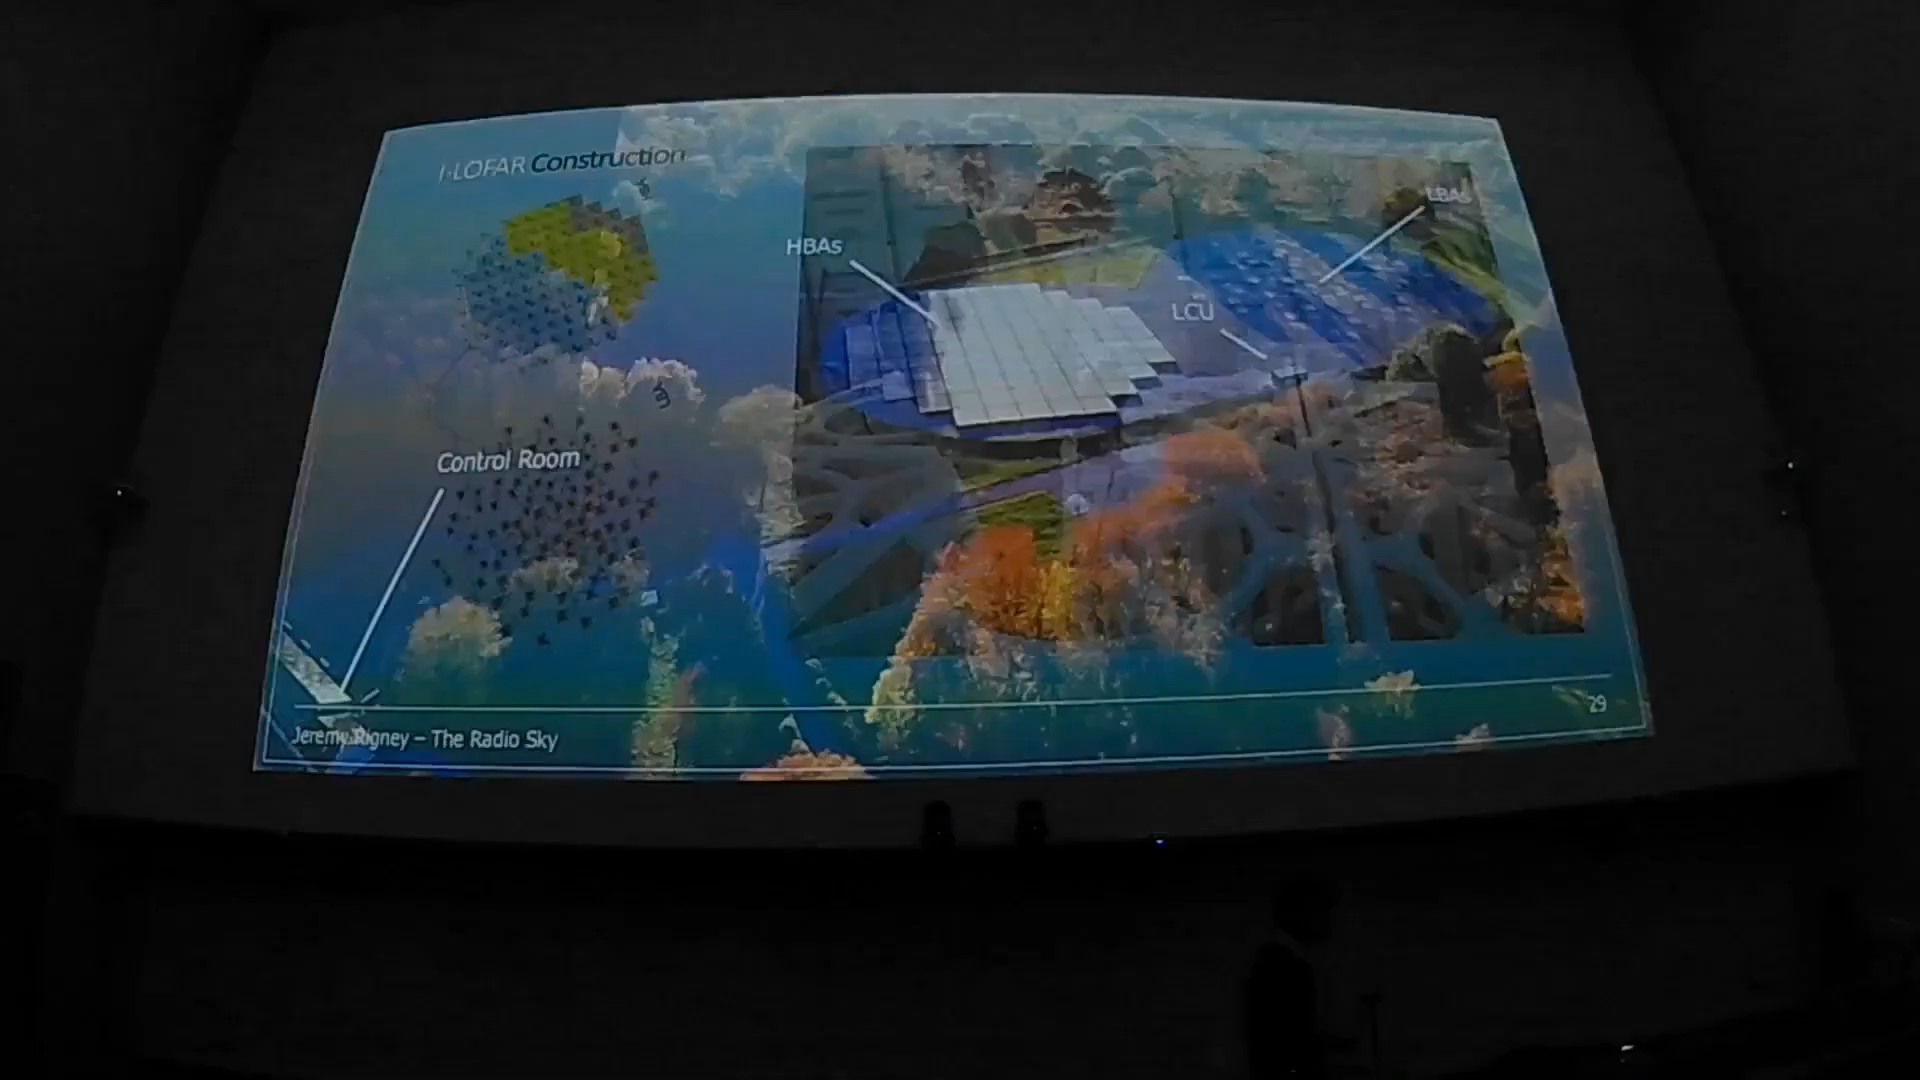 I-LOFAR Construction
HBAs
LBAs
LCU
Control Room
Jeremy Rigney – The Radio Sky
29